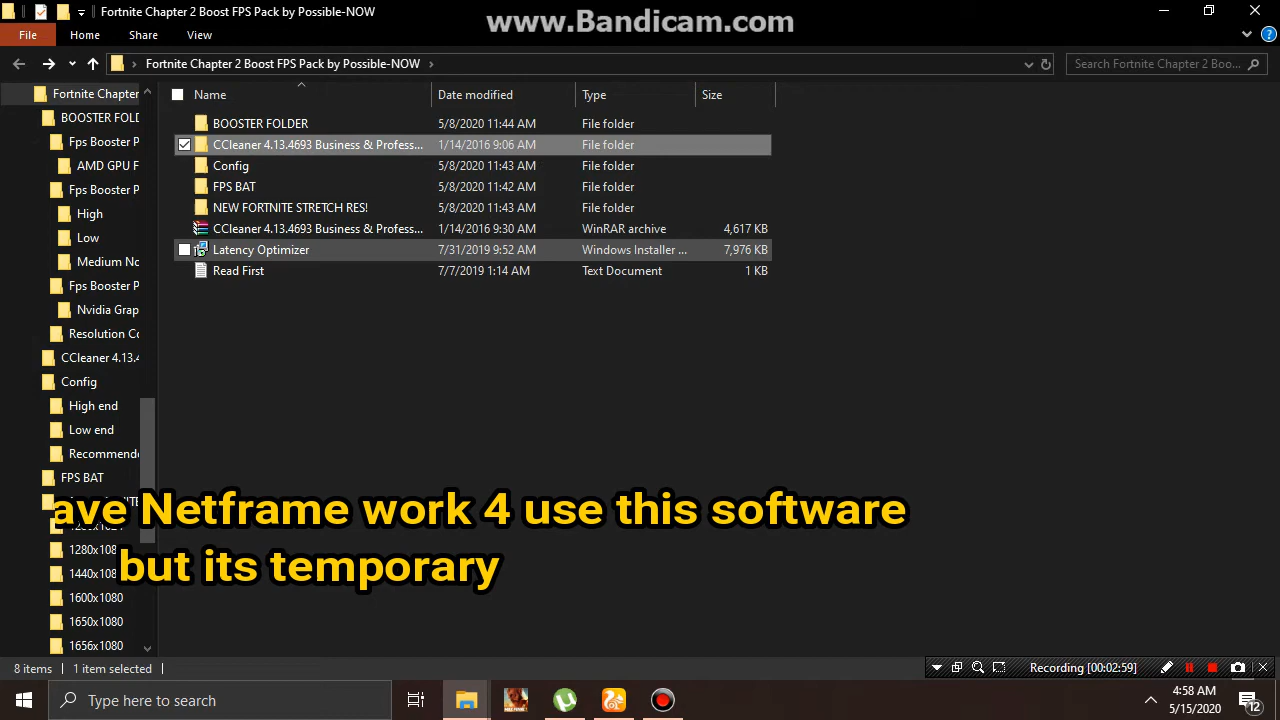 Fortnite Chapter 2 Boost FPS Pack by Possible-NOW
www.Bandicam.com
File Home Share View
Fortnite Chapter 2 Boost FPS Pack by Possible-NOW
Search Fortnite Chapter 2 Boo...
Name Date modified Type Size
BOOSTER FOLDER 5/8/2020 11:44 AM File folder
CCleaner 4.13.4693 Business & Profess... 1/14/2016 9:06 AM File folder
Config 5/8/2020 11:43 AM File folder
FPS BAT 5/8/2020 11:42 AM File folder
NEW FORTNITE STRETCH RES! 5/8/2020 11:43 AM File folder
CCleaner 4.13.4693 Business & Profess... 1/14/2016 9:30 AM WinRAR archive 4,617 KB
Latency Optimizer 7/31/2019 9:52 AM Windows Installer ... 7,976 KB
Read First 7/7/2019 1:14 AM Text Document 1 KB
Fortnite Chapter
BOOSTER FOLD
Fps Booster P
AMD GPU F
Fps Booster P
High
Low
Medium No
Fps Booster P
Nvidia Grap
Resolution Co
CCleaner 4.13.4
Config
High end
Low end
Recommende
FPS BAT
1280x108
1440x108
1600x1080
1650x1080
1656x1080
ave Netframe work 4 use this software
but its temporary
8 items 1 item selected
Recording [00:02:59]
Type here to search
4:58 AM
5/15/2020
12